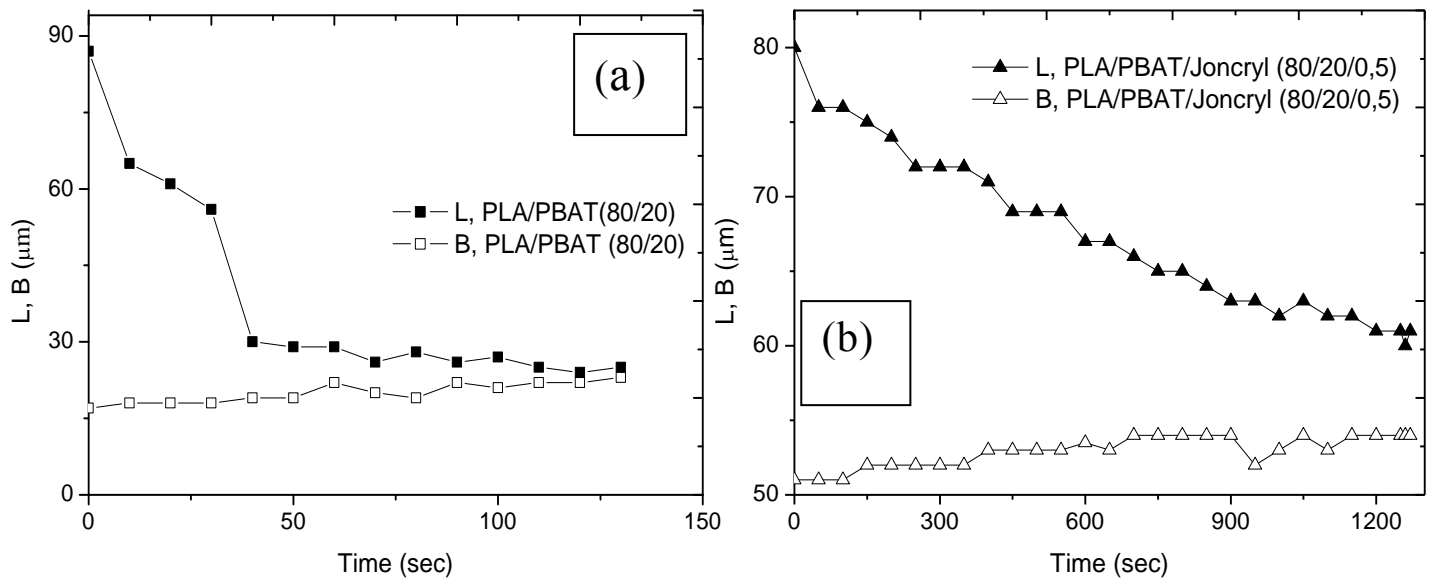 (a)
L, PLA/PBAT(80/20)
B, PLA/PBAT (80/20)
L, B (μm)
90
60
30
0
0 50 100 150
Time (sec)
(b)
L, PLA/PBAT/Joncryl (80/20/0,5)
B, PLA/PBAT/Joncryl (80/20/0,5)
L, B (μm)
80
70
60
50
0 300 600 900 1200
Time (sec)